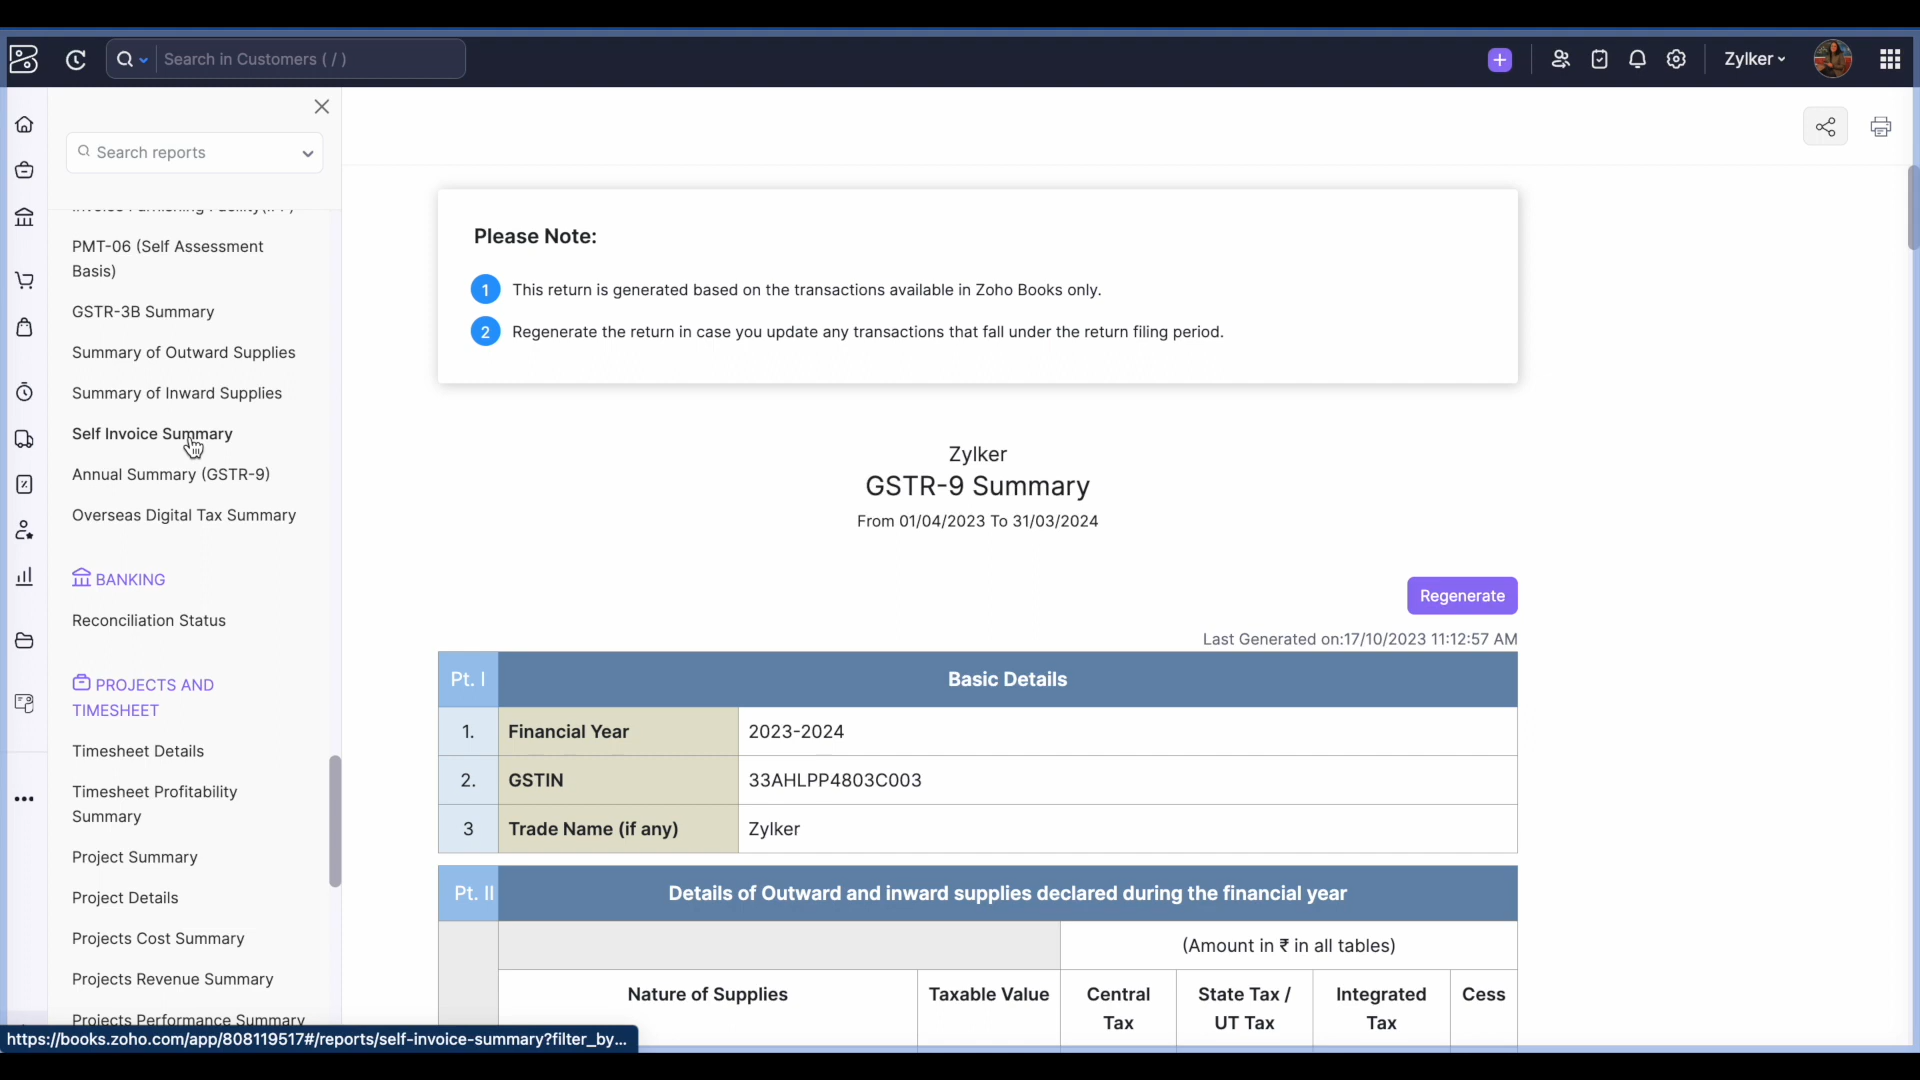 Search in Customers ( / )
Zylker
Search reports
PMT-06 (Self Assessment
Basis)
GSTR-3B Summary
Summary of Outward Supplies
Summary of Inward Supplies
Self Invoice Summary
Annual Summary (GSTR-9)
Overseas Digital Tax Summary
BANKING
Reconciliation Status
PROJECTS AND
TIMESHEET
Timesheet Details
Timesheet Profitability
Summary
Project Summary
Project Details
Projects Cost Summary
Projects Revenue Summary
Projects Performance Summary
https://books.zoho.com/app/808119517#/reports/self-invoice-summary?filter_by...
Please Note:
1 This return is generated based on the transactions available in Zoho Books only.
2 Regenerate the return in case you update any transactions that fall under the return filing period.
Zylker
GSTR-9 Summary
From 01/04/2023 To 31/03/2024
Regenerate
Last Generated on:17/10/2023 11:12:57 AM
Pt. I Basic Details
1. Financial Year 2023-2024
2. GSTIN 33AHLPP4803C003
3 Trade Name (if any) Zylker
Pt. II Details of Outward and inward supplies declared during the financial year
(Amount in ₹ in all tables)
Nature of Supplies Taxable Value Central Tax State Tax / UT Tax Integrated Tax Cess